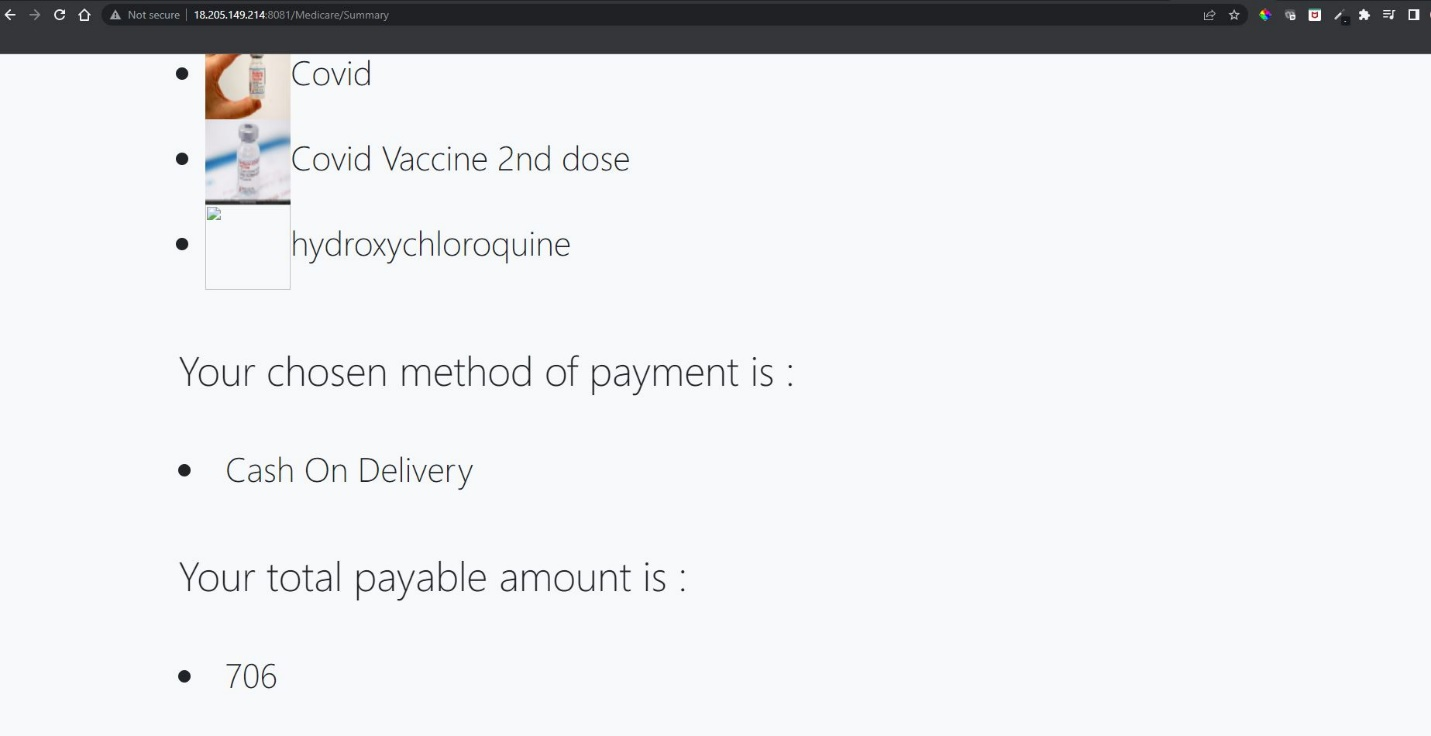 Not secure 18.205.149.214:8081/Medicare/Summary
Covid
Covid Vaccine 2nd dose
hydroxychloroquine
Your chosen method of payment is :
Cash On Delivery
Your total payable amount is :
706